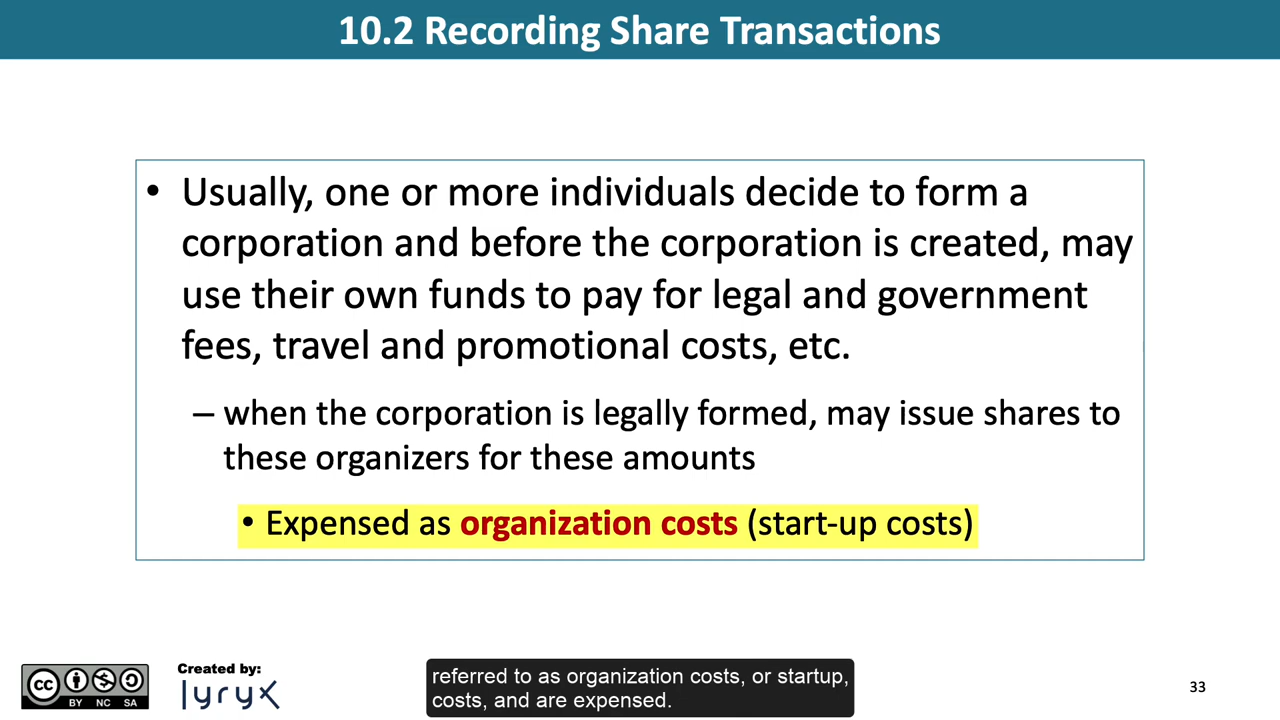 10.2 Recording Share Transactions
• Usually, one or more individuals decide to form a
corporation and before the corporation is created, may
use their own funds to pay for legal and government
fees, travel and promotional costs, etc.
– when the corporation is legally formed, may issue shares to
these organizers for these amounts
• Expensed as organization costs (start-up costs)
cc
BY NC SA
Created by:
lyryx
referred to as organization costs, or startup,
costs, and are expensed.
33